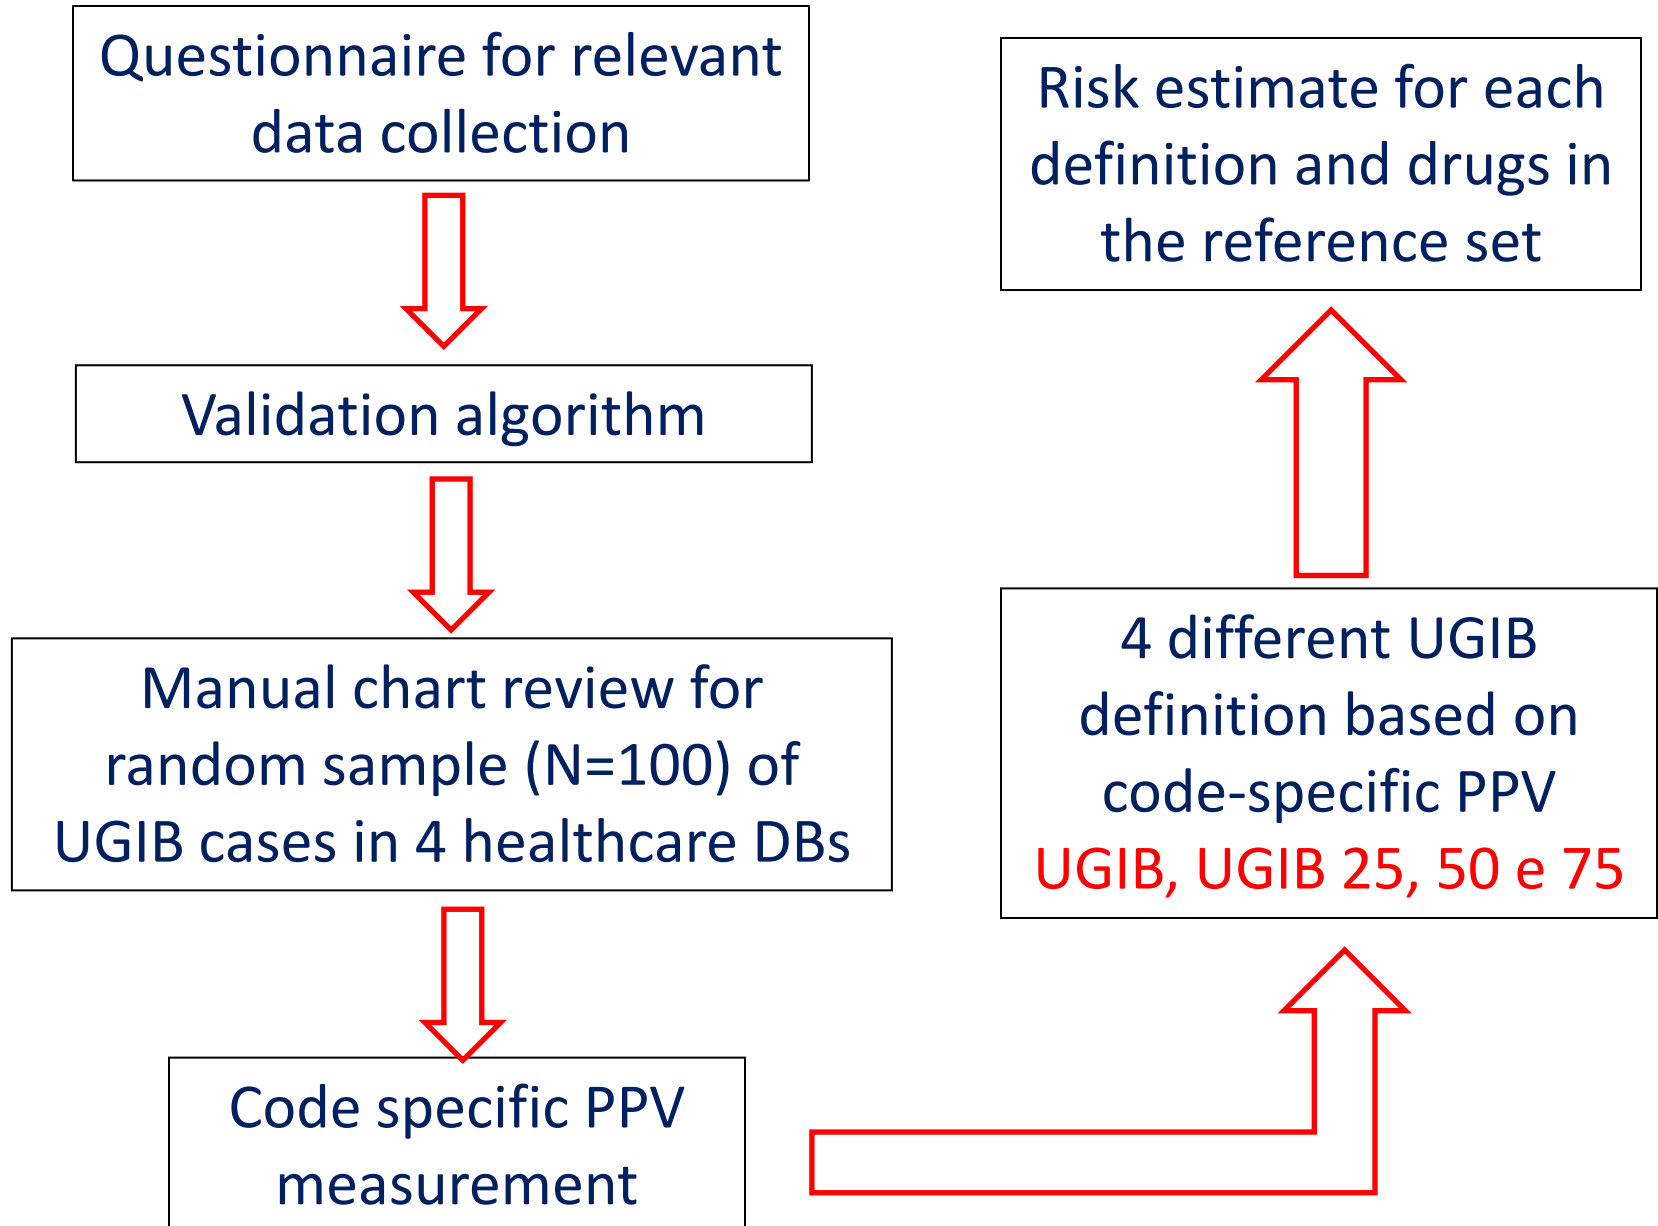 Questionnaire for relevant
data collection
Validation algorithm
Manual chart review for
random sample (N=100) of
UGIB cases in 4 healthcare DBs
Code specific PPV
measurement
4 different UGIB
definition based on
code-specific PPV
UGIB, UGIB 25, 50 e 75
Risk estimate for each
definition and drugs in
the reference set